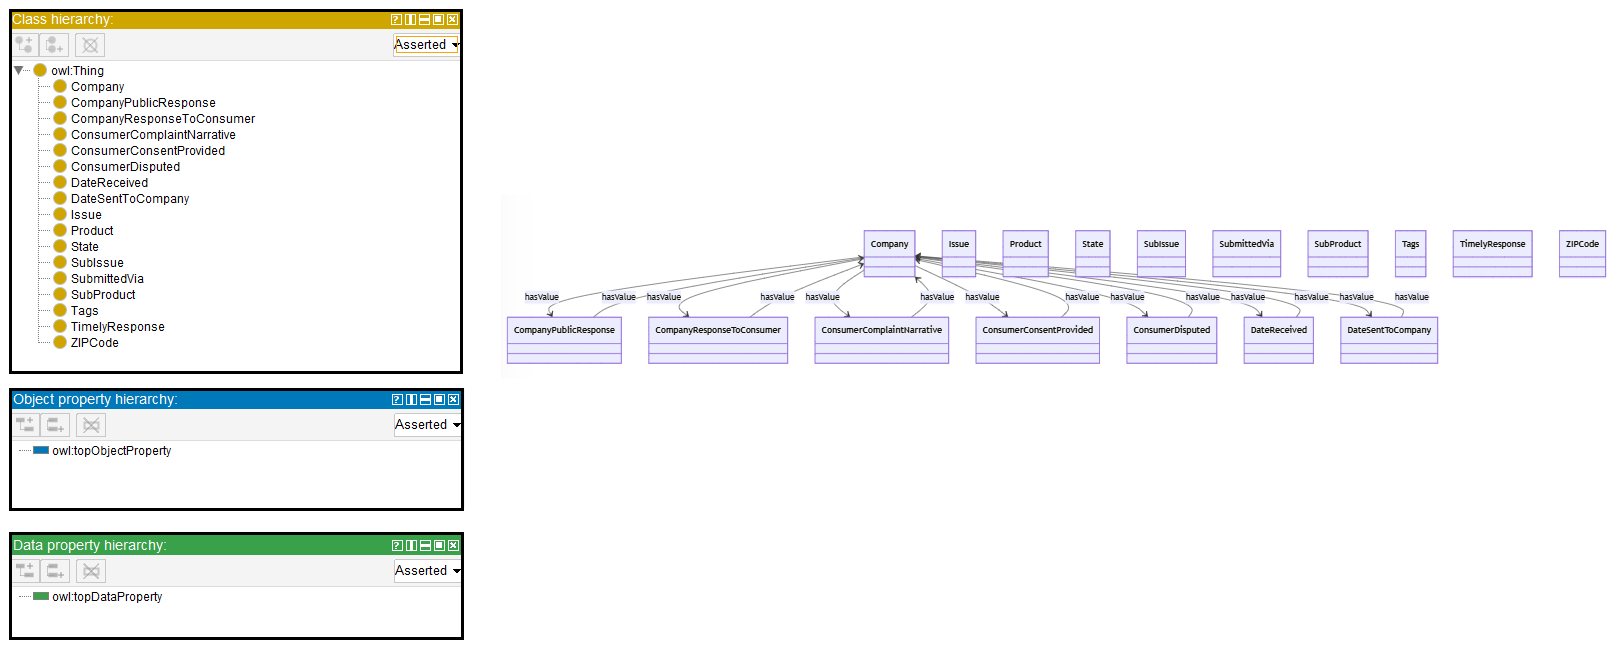 Class hierarchy:
Asserted
owl:Thing
Company
CompanyPublicResponse
CompanyResponseToConsumer
ConsumerComplaintNarrative
ConsumerConsentProvided
ConsumerDisputed
DateReceived
DateSentToCompany
Issue
Product
State
SubIssue
SubmittedVia
SubProduct
Tags
TimelyResponse
ZIPCode
Object property hierarchy:
Asserted
owl:topObjectProperty
Data property hierarchy:
Asserted
owl:topDataProperty
Company Issue Product State SubIssue SubmittedVia SubProduct Tags TimelyResponse ZIPCode
hasValue hasValue hasValue hasValue hasValue hasValue hasValue hasValue hasValue hasValue hasValue hasValue hasValue hasValue
CompanyPublicResponse CompanyResponseToConsumer ConsumerComplaintNarrative ConsumerConsentProvided ConsumerDisputed DateReceived DateSentToCompany